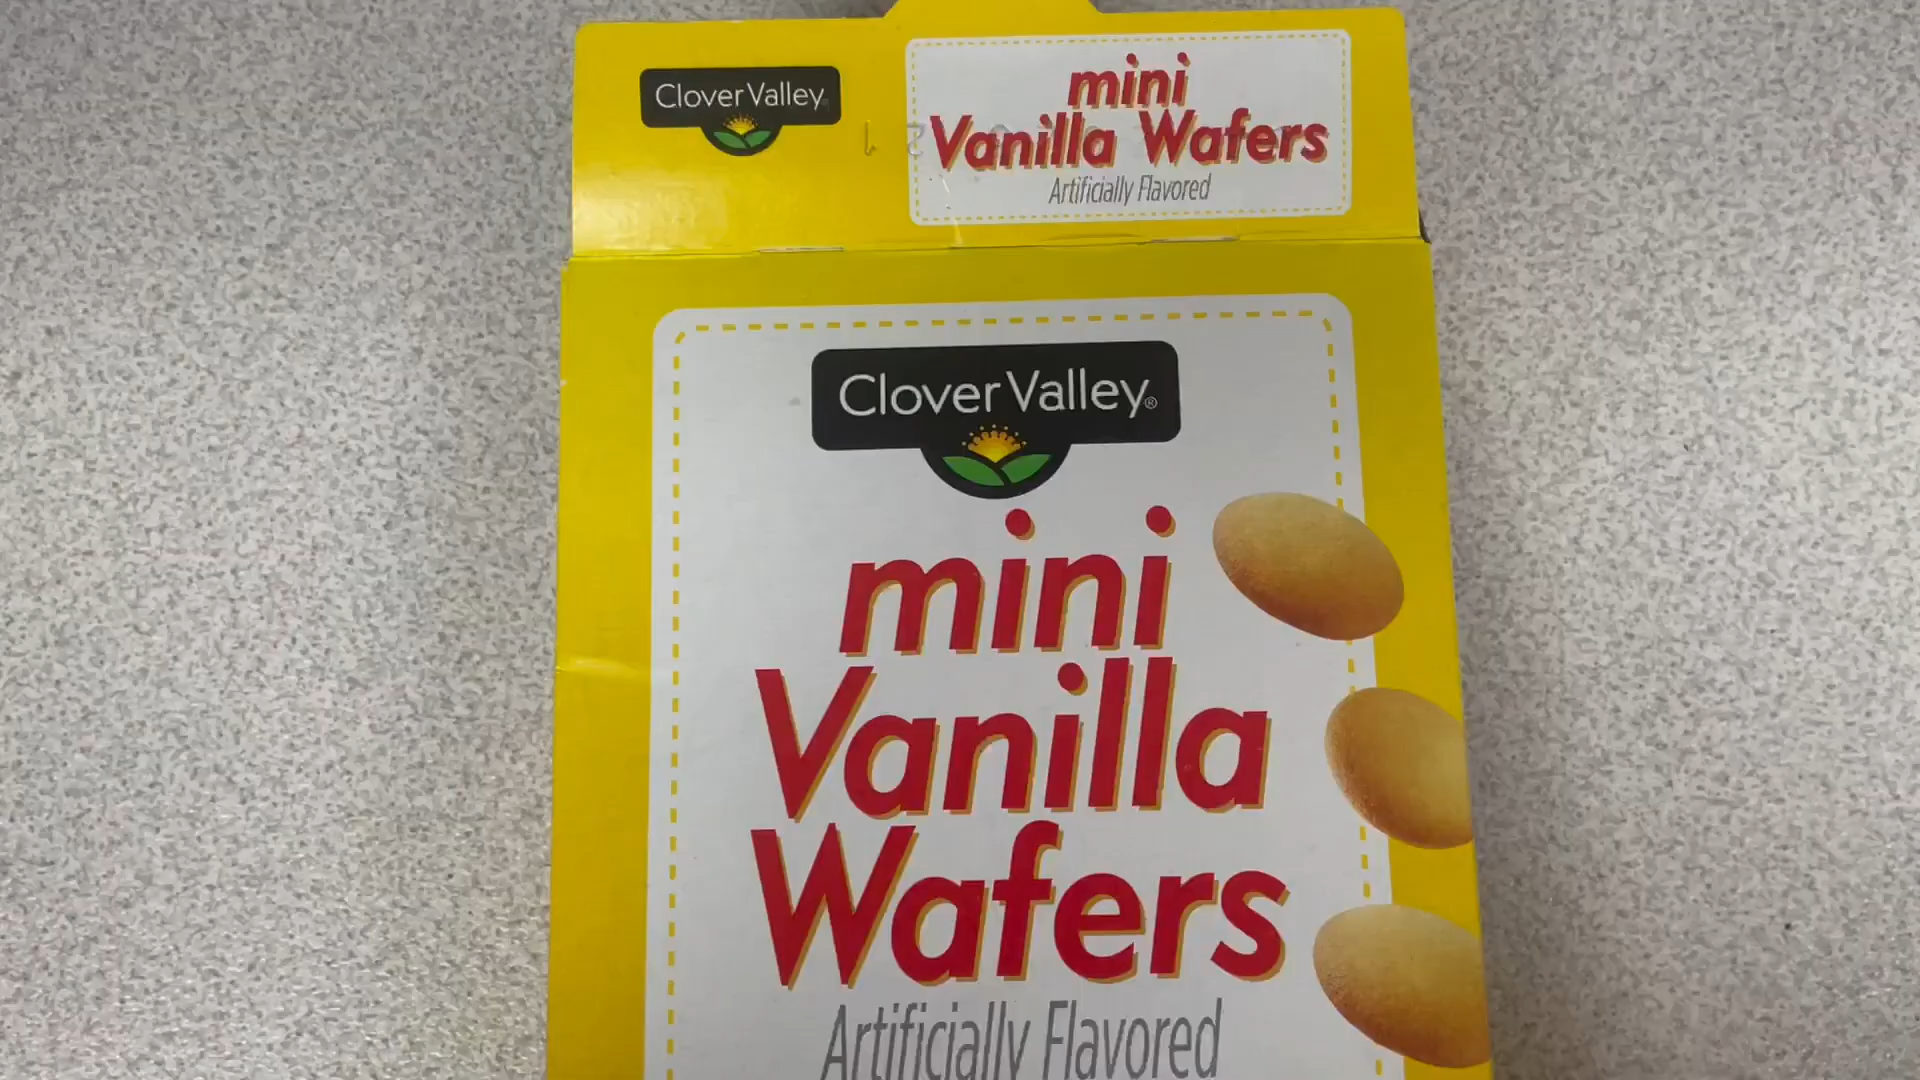 Clover Valley
mini
Vanilla Wafers
Artificially Flavored
Clover Valley®
mini
Vanilla
Wafers
Artificially Flavored